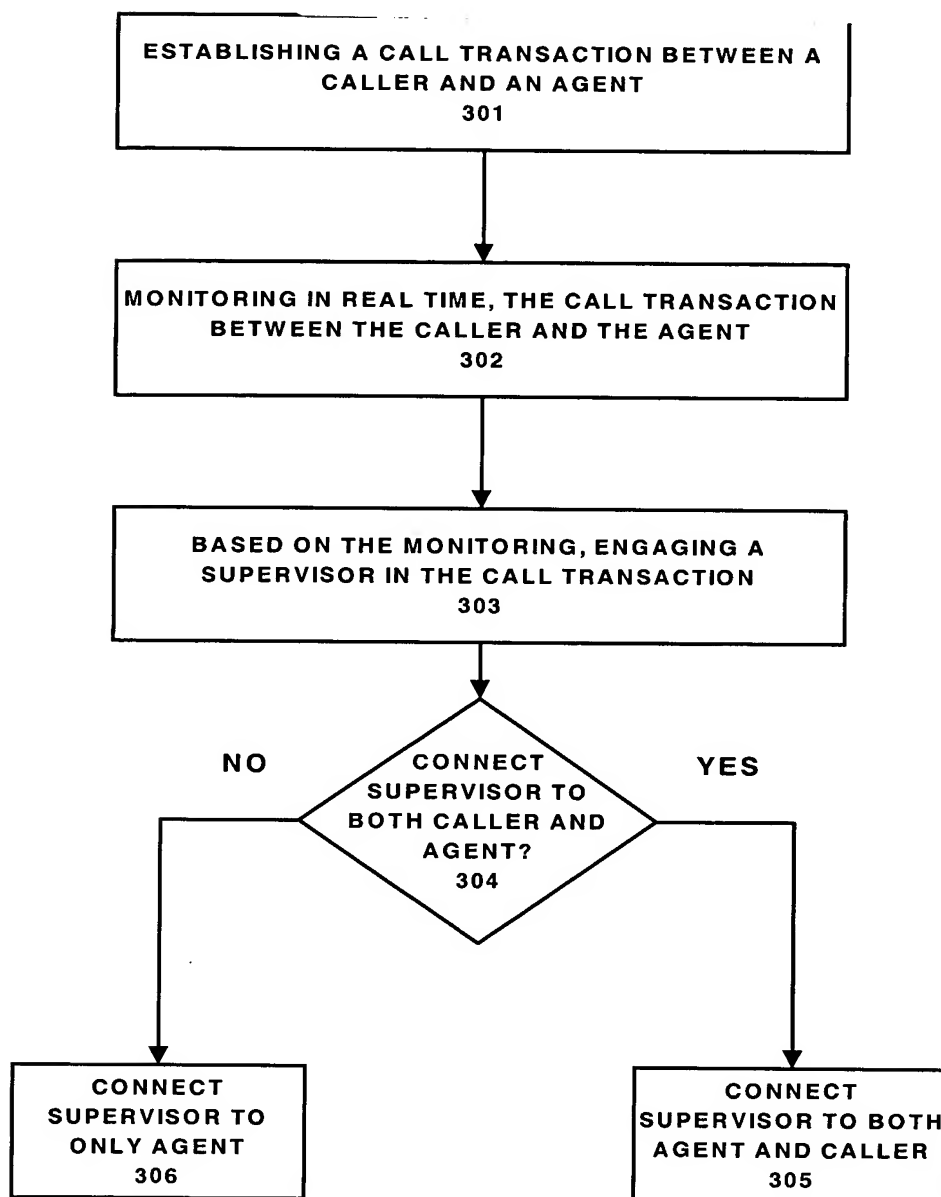 ESTABLISHING A CALL TRANSACTION BETWEEN A
CALLER AND AN AGENT
301
MONITORING IN REAL TIME, THE CALL TRANSACTION
BETWEEN THE CALLER AND THE AGENT
302
BASED ON THE MONITORING, ENGAGING A
SUPERVISOR IN THE CALL TRANSACTION
303
NO
YES
CONNECT
SUPERVISOR TO
BOTH CALLER AND
AGENT?
304
CONNECT
SUPERVISOR TO
ONLY AGENT
306
CONNECT
SUPERVISOR TO BOTH
AGENT AND CALLER
305